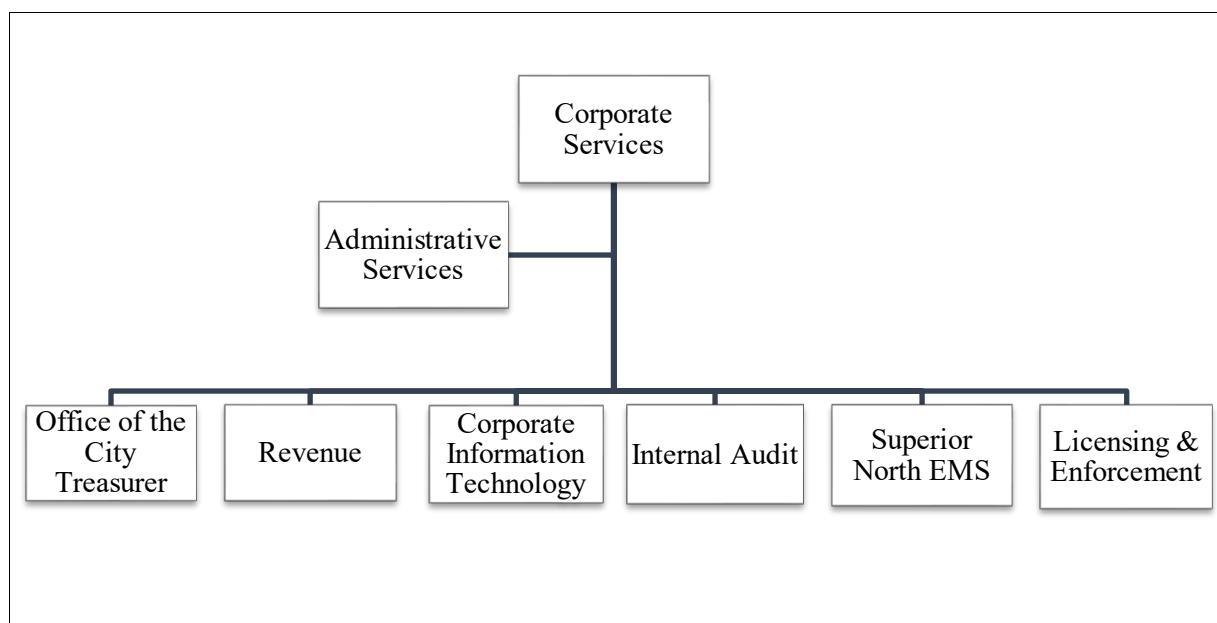 Corporate
Services
Administrative
Services
Office of the
City
Treasurer
Revenue
Corporate
Information
Technology
Internal Audit
Superior
North EMS
Licensing &
Enforcement